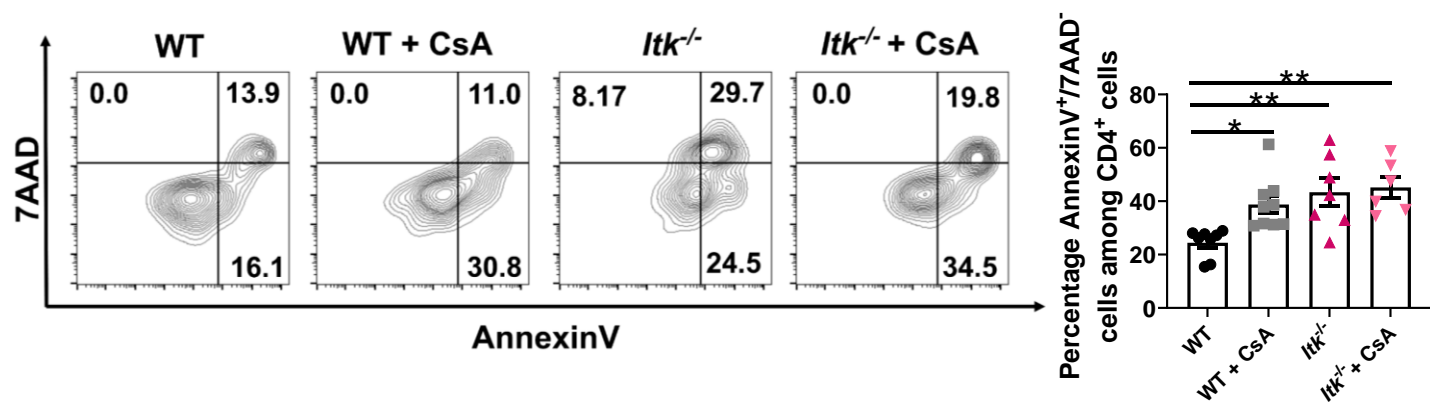 WT
WT + CsA
Itk-/-
Itk-/- + CsA
7AAD
0.0
13.9
16.1
0.0
11.0
30.8
8.17
29.7
24.5
0.0
19.8
34.5
AnnexinV
Percentage AnnexinV+/7AAD-
cells among CD4+ cells
80
60
40
20
0
**
**
*
WT
WT + CsA
Itk-/-
Itk-/- + CsA